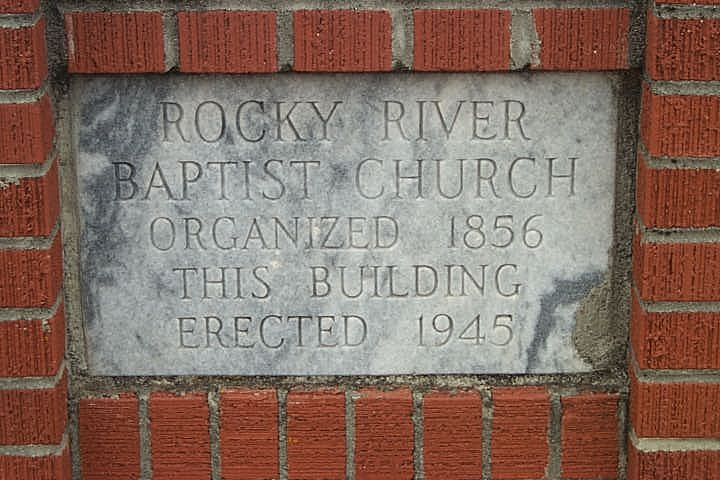 ROCKY RIVER
BAPTIST CHURCH
ORGANIZED 1856
THIS BUILDING
ERECTED 1945